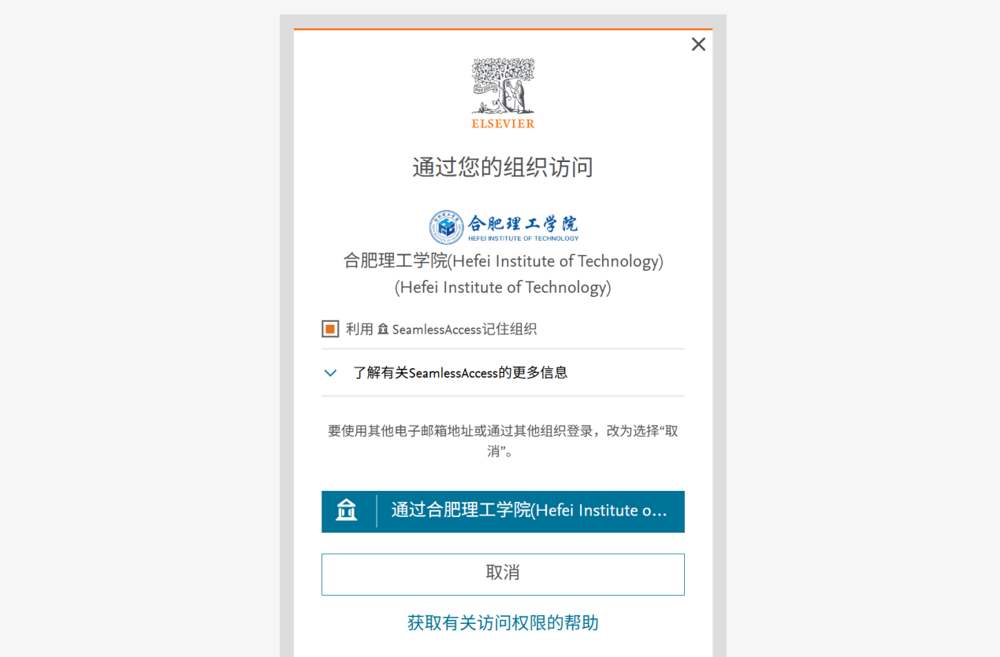 ELSEVIER
通过您的组织访问
合肥理工学院
HEFEI INSTITUTE OF TECHNOLOGY
合肥理工学院(Hefei Institute of Technology)
(Hefei Institute of Technology)
利用 SeamlessAccess记住组织
了解有关SeamlessAccess的更多信息
要使用其他电子邮箱地址或通过其他组织登录，改为选择“取
消”。
通过合肥理工学院(Hefei Institute o...
取消
获取有关访问权限的帮助